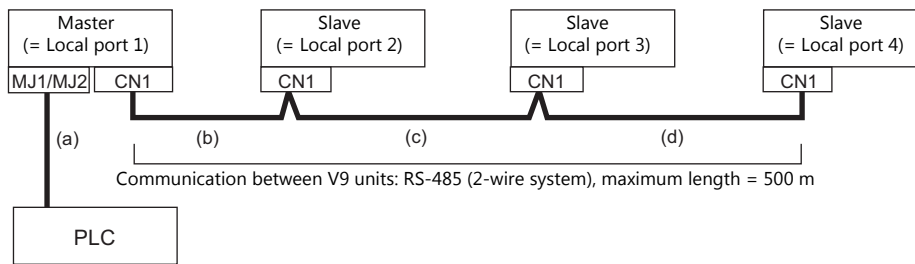 Master
(= Local port 1)
Slave
(= Local port 2)
Slave
(= Local port 3)
Slave
(= Local port 4)
MJ1/MJ2
CN1
CN1
CN1
CN1
(a)
(b)
(c)
(d)
Communication between V9 units: RS-485 (2-wire system), maximum length = 500 m
PLC